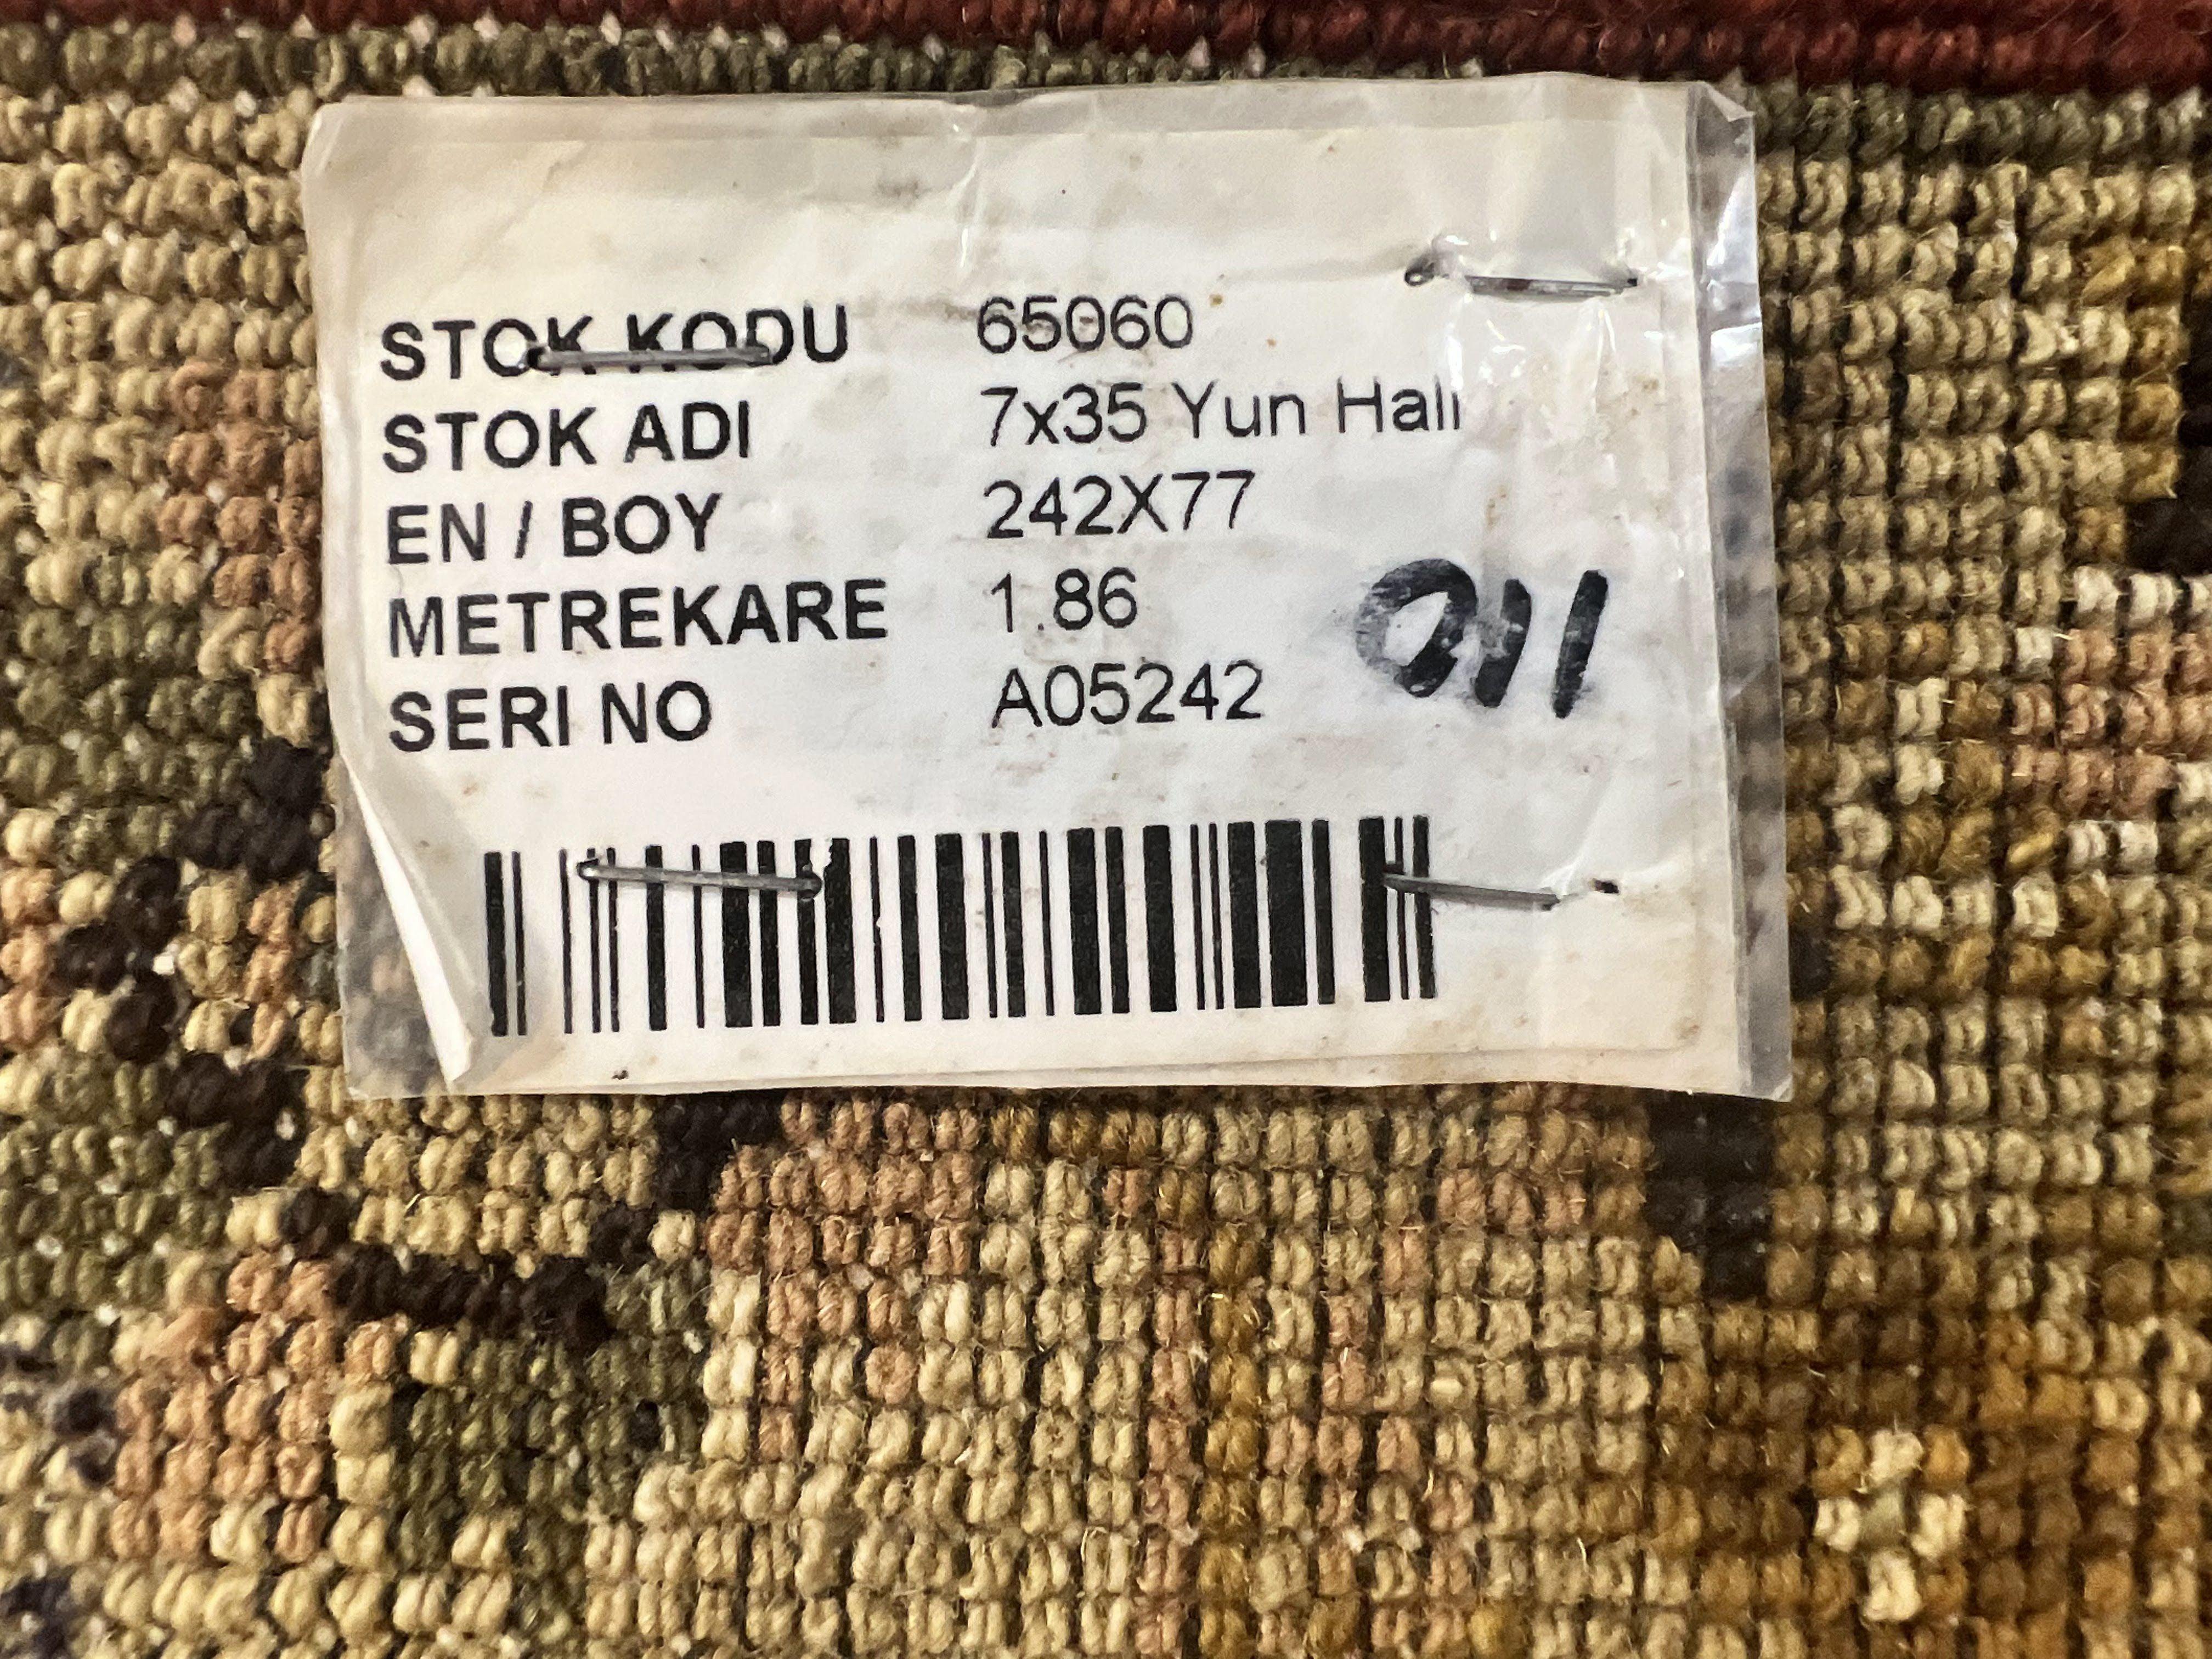 STOK KODU 65060
STOK ADI 7x35 Yun Hali
EN / BOY 242X77
METREKARE 1.86
SERI NO A05242